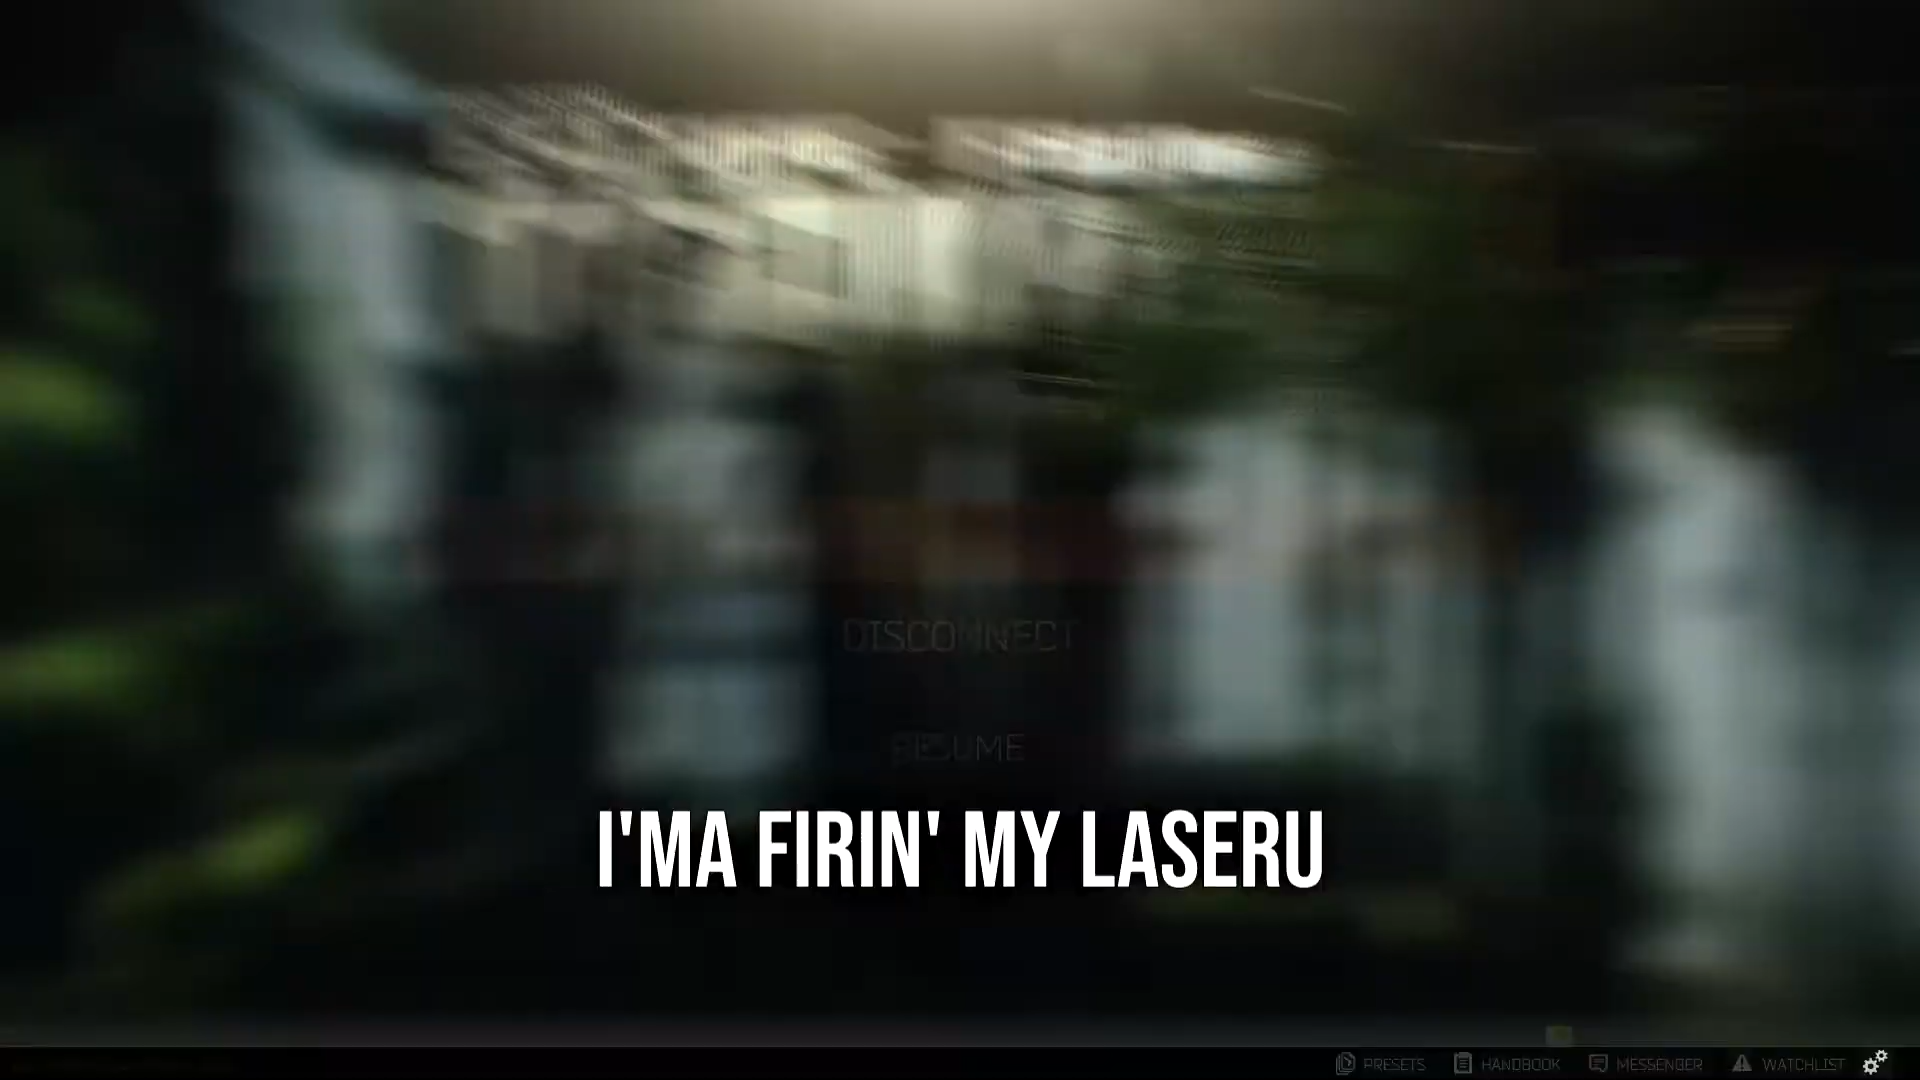 DISCONNECT
RESUME
I'MA FIRIN' MY LASERU
PRESETS HANDBOOK MESSENGER WATCHLIST